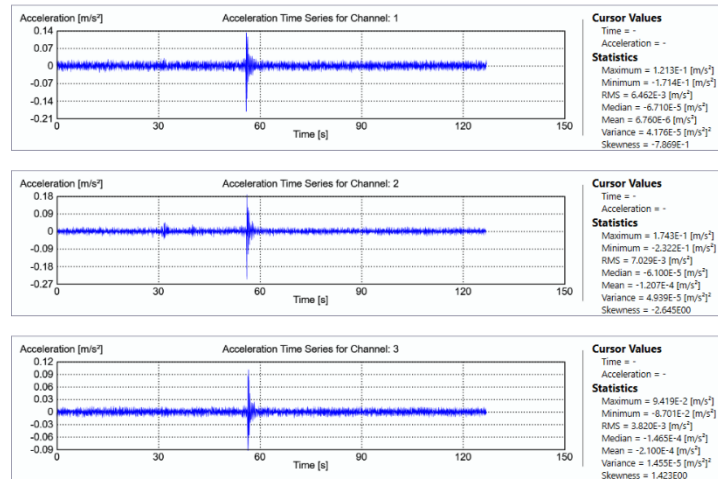 Acceleration [m/s²] Acceleration Time Series for Channel: 1
0.14
0.07
0
-0.07
-0.14
-0.21
0 30 60 90 120 150
Time [s]
Cursor Values
Time = -
Acceleration = -
Statistics
Maximum = 1.213E-1 [m/s²]
Minimum = -1.714E-1 [m/s²]
RMS = 6.462E-3 [m/s²]
Median = -6.710E-5 [m/s²]
Mean = 6.760E-6 [m/s²]
Variance = 4.176E-5 [m/s²]²
Skewness = -7.869E-1
Acceleration [m/s²] Acceleration Time Series for Channel: 2
0.18
0.09
0
-0.09
-0.18
-0.27
0 30 60 90 120 150
Time [s]
Cursor Values
Time = -
Acceleration = -
Statistics
Maximum = 1.743E-1 [m/s²]
Minimum = -2.322E-1 [m/s²]
RMS = 7.029E-3 [m/s²]
Median = -6.100E-5 [m/s²]
Mean = -1.207E-4 [m/s²]
Variance = 4.939E-5 [m/s²]²
Skewness = -2.645E00
Acceleration [m/s²] Acceleration Time Series for Channel: 3
0.12
0.09
0.06
0.03
0
-0.03
-0.06
-0.09
0 30 60 90 120 150
Time [s]
Cursor Values
Time = -
Acceleration = -
Statistics
Maximum = 9.419E-2 [m/s²]
Minimum = -8.701E-2 [m/s²]
RMS = 3.820E-3 [m/s²]
Median = -1.465E-4 [m/s²]
Mean = -2.100E-4 [m/s²]
Variance = 1.455E-5 [m/s²]²
Skewness = 1.423E00